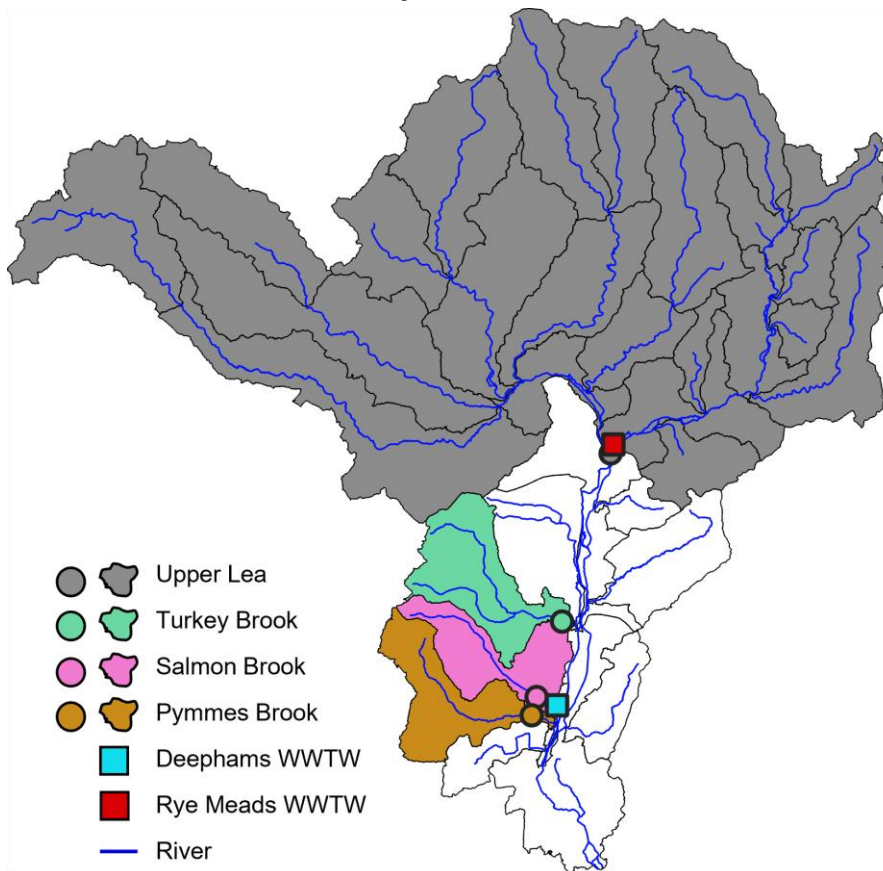 Upper Lea
Turkey Brook
Salmon Brook
Pymmes Brook
Deephams WWTW
Rye Meads WWTW
River